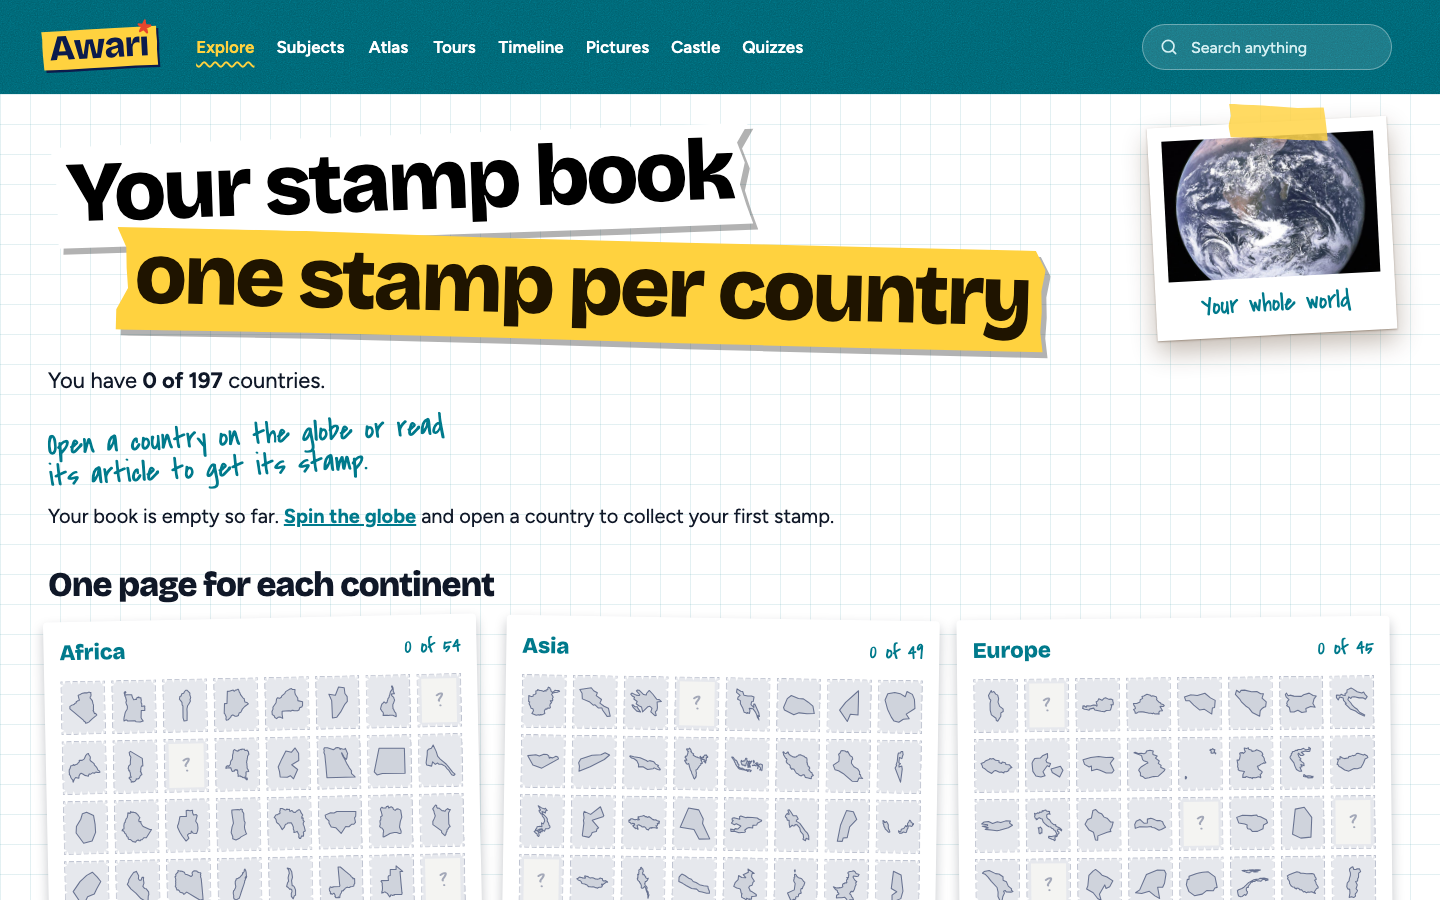 Awari
Explore
Subjects
Atlas
Tours
Timeline
Pictures
Castle
Quizzes
Search anything
Your stamp book
one stamp per country
Your whole world
You have 0 of 197 countries.
Open a country on the globe or read
its article to get its stamp.
Your book is empty so far. Spin the globe and open a country to collect your first stamp.
One page for each continent
Africa
0 of 54
?
?
?
Asia
0 of 49
?
?
Europe
0 of 45
?
?
?
?